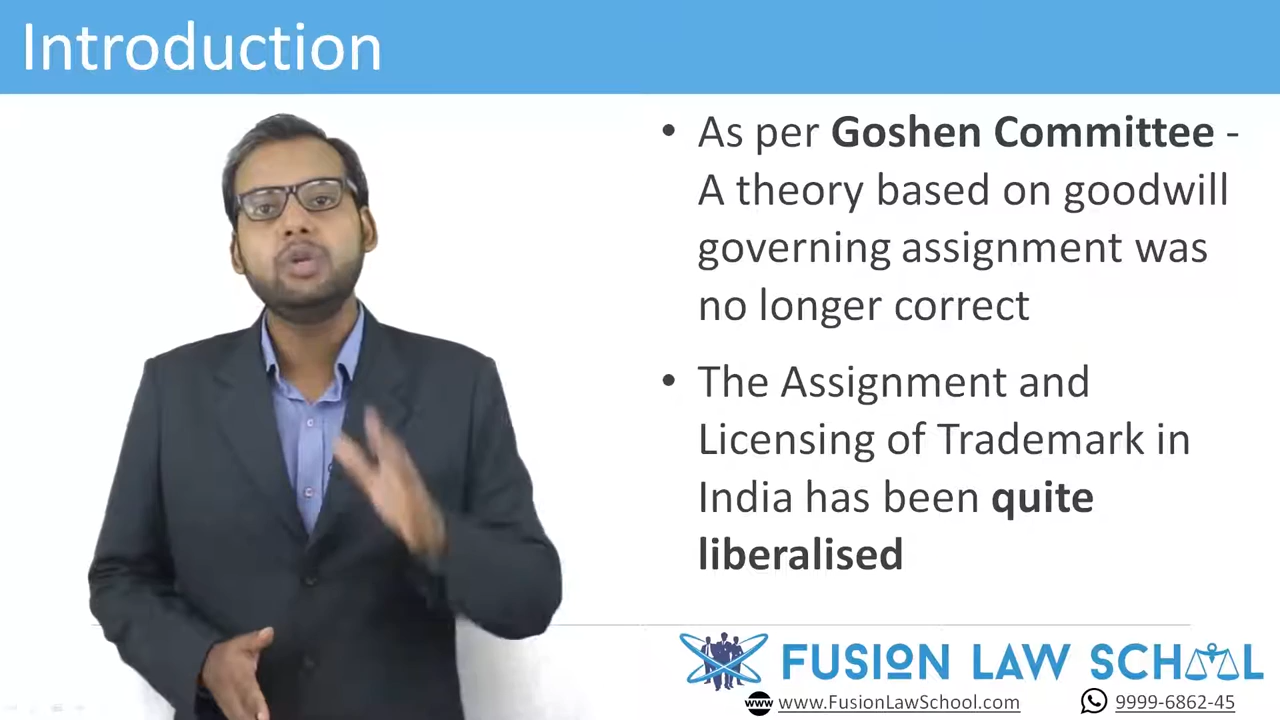 Introduction
• As per Goshen Committee -
A theory based on goodwill
governing assignment was
no longer correct
• The Assignment and
Licensing of Trademark in
India has been quite
liberalised
FUSION LAW SCHOOL
www.FusionLawSchool.com
9999-6862-45